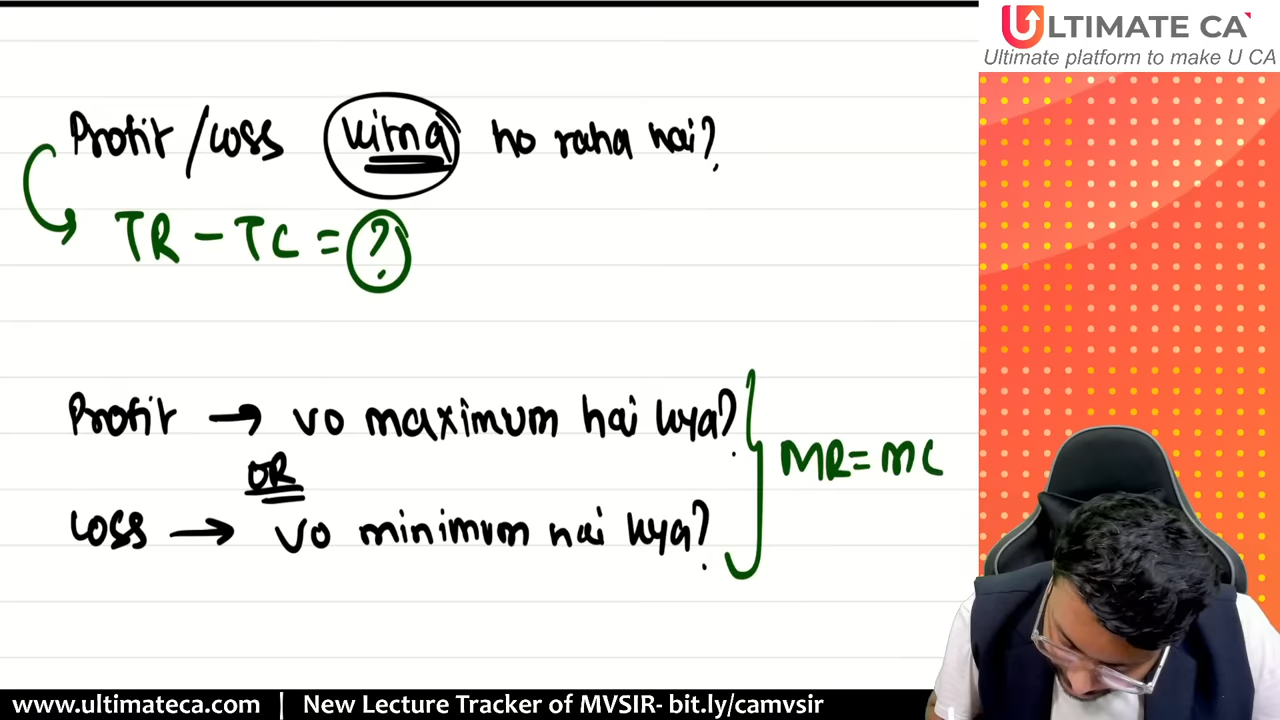 Profit / Loss kitna ho raha hai?
TR - TC = ?
Profit → vo maximum hai kya?
OR
MR = MC
Loss → vo minimum hai kya?
ULTIMATE CA
Ultimate platform to make U CA
www.ultimateca.com | New Lecture Tracker of MVSIR- bit.ly/camvsir